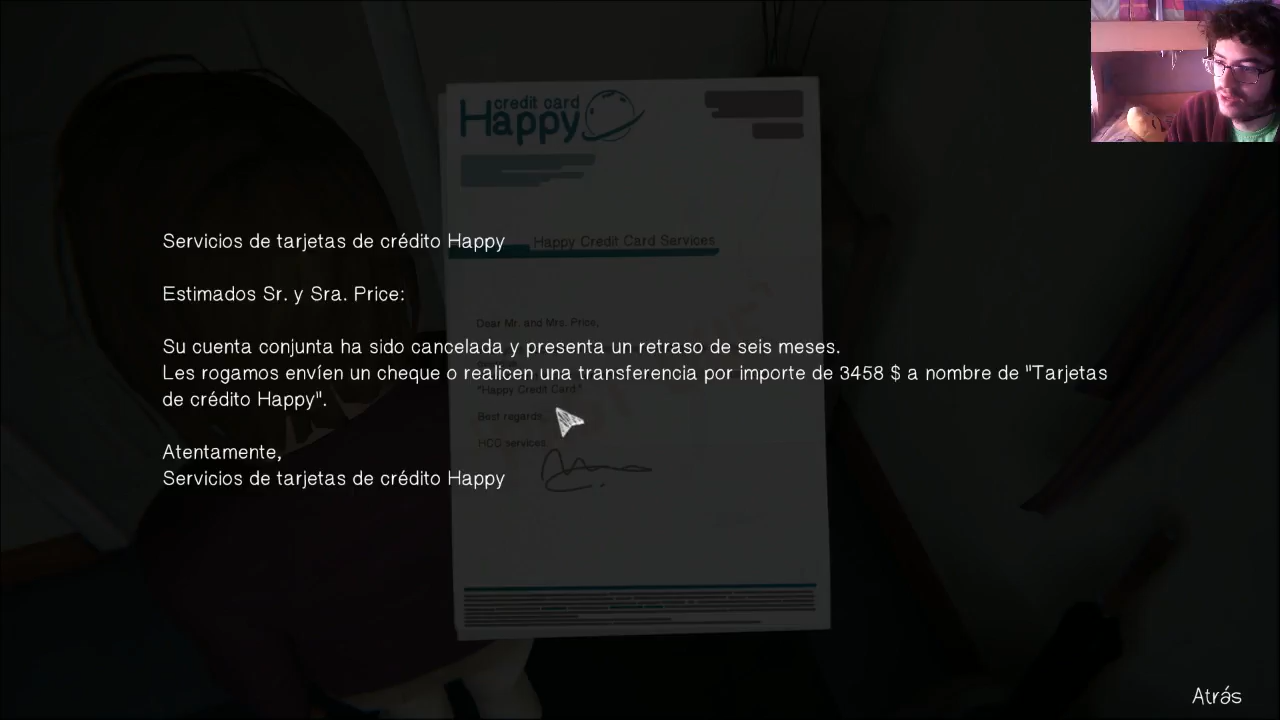 credit card
Happy
Servicios de tarjetas de crédito Happy
Happy Credit Card Services
Estimados Sr. y Sra. Price:
Dear Mr. and Mrs. Price,
Su cuenta conjunta ha sido cancelada y presenta un retraso de seis meses.
Les rogamos envíen un cheque o realicen una transferencia por importe de 3458 $ a nombre de "Tarjetas
de crédito Happy".
"Happy Credit Card"
Best regards,
Atentamente,
HCC services.
Servicios de tarjetas de crédito Happy
Atrás